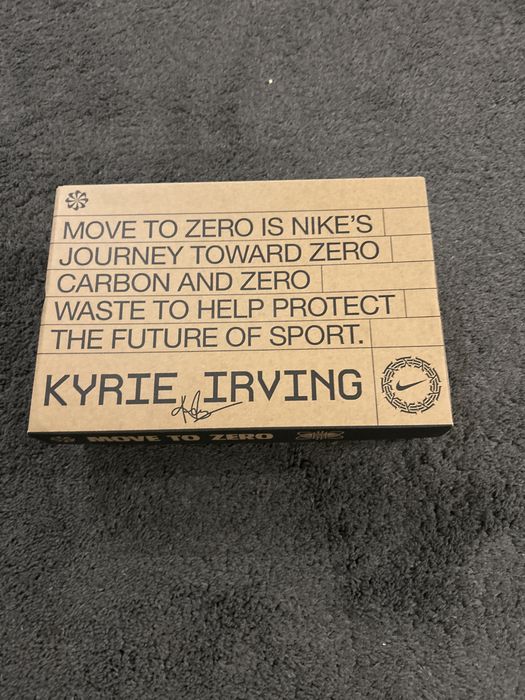 MOVE TO ZERO IS NIKE'S
JOURNEY TOWARD ZERO
CARBON AND ZERO
WASTE TO HELP PROTECT
THE FUTURE OF SPORT.
KYRIE IRVING
MOVE TO ZERO